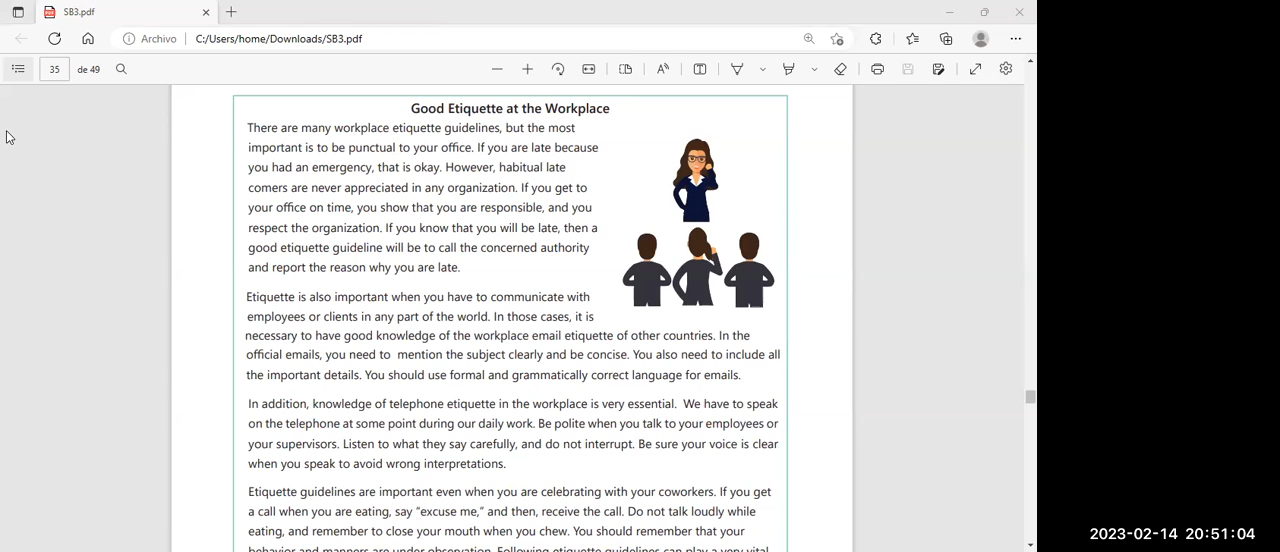 SB3.pdf
Archivo
C:/Users/home/Downloads/SB3.pdf
35
de 49
Good Etiquette at the Workplace
There are many workplace etiquette guidelines, but the most
important is to be punctual to your office. If you are late because
you had an emergency, that is okay. However, habitual late
comers are never appreciated in any organization. If you get to
your office on time, you show that you are responsible, and you
respect the organization. If you know that you will be late, then a
good etiquette guideline will be to call the concerned authority
and report the reason why you are late.
Etiquette is also important when you have to communicate with
employees or clients in any part of the world. In those cases, it is
necessary to have good knowledge of the workplace email etiquette of other countries. In the
official emails, you need to mention the subject clearly and be concise. You also need to include all
the important details. You should use formal and grammatically correct language for emails.
In addition, knowledge of telephone etiquette in the workplace is very essential. We have to speak
on the telephone at some point during our daily work. Be polite when you talk to your employees or
your supervisors. Listen to what they say carefully, and do not interrupt. Be sure your voice is clear
when you speak to avoid wrong interpretations.
Etiquette guidelines are important even when you are celebrating with your coworkers. If you get
a call when you are eating, say “excuse me,” and then, receive the call. Do not talk loudly while
eating, and remember to close your mouth when you chew. You should remember that your
behavior and manners are under observation. Following etiquette guidelines can play a very vital
2023-02-14 20:51:04